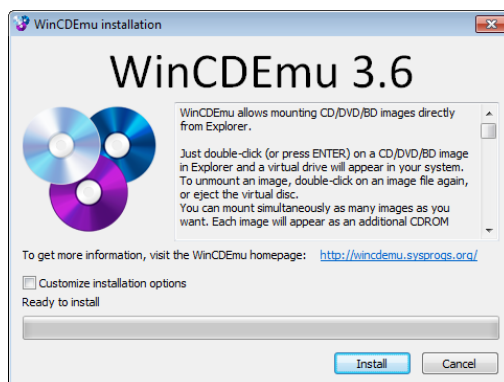 WinCDEmu installation
WinCDEmu 3.6
WinCDEmu allows mounting CD/DVD/BD images directly
from Explorer.
Just double-click (or press ENTER) on a CD/DVD/BD image
in Explorer and a virtual drive will appear in your system.
To unmount an image, double-click on an image file again,
or eject the virtual disc.
You can mount simultaneously as many images as you
want. Each image will appear as an additional CDROM
To get more information, visit the WinCDEmu homepage: http://wincdemu.sysprogs.org/
Customize installation options
Ready to install
Install Cancel